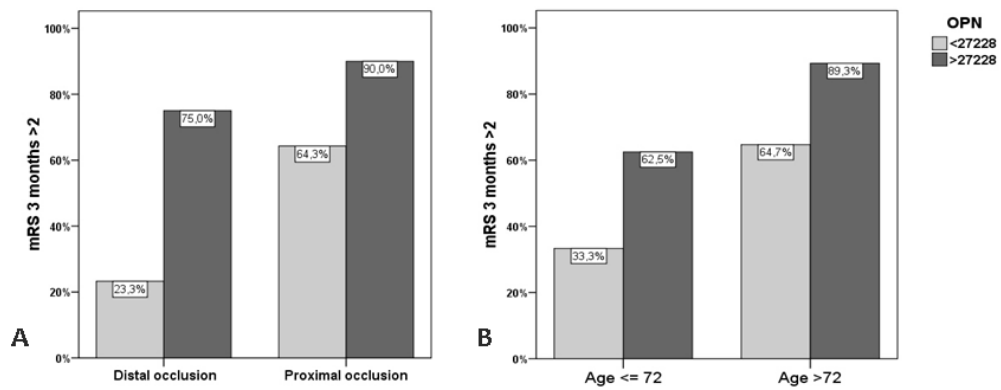 mRS 3 months >2
100%
80%
60%
40%
20%
0%
23,3%
75,0%
64,3%
90,0%
Distal occlusion
Proximal occlusion
A
mRS 3 months >2
100%
80%
60%
40%
20%
0%
33,3%
62,5%
64,7%
89,3%
Age <= 72
Age >72
B
OPN
<27228
>27228